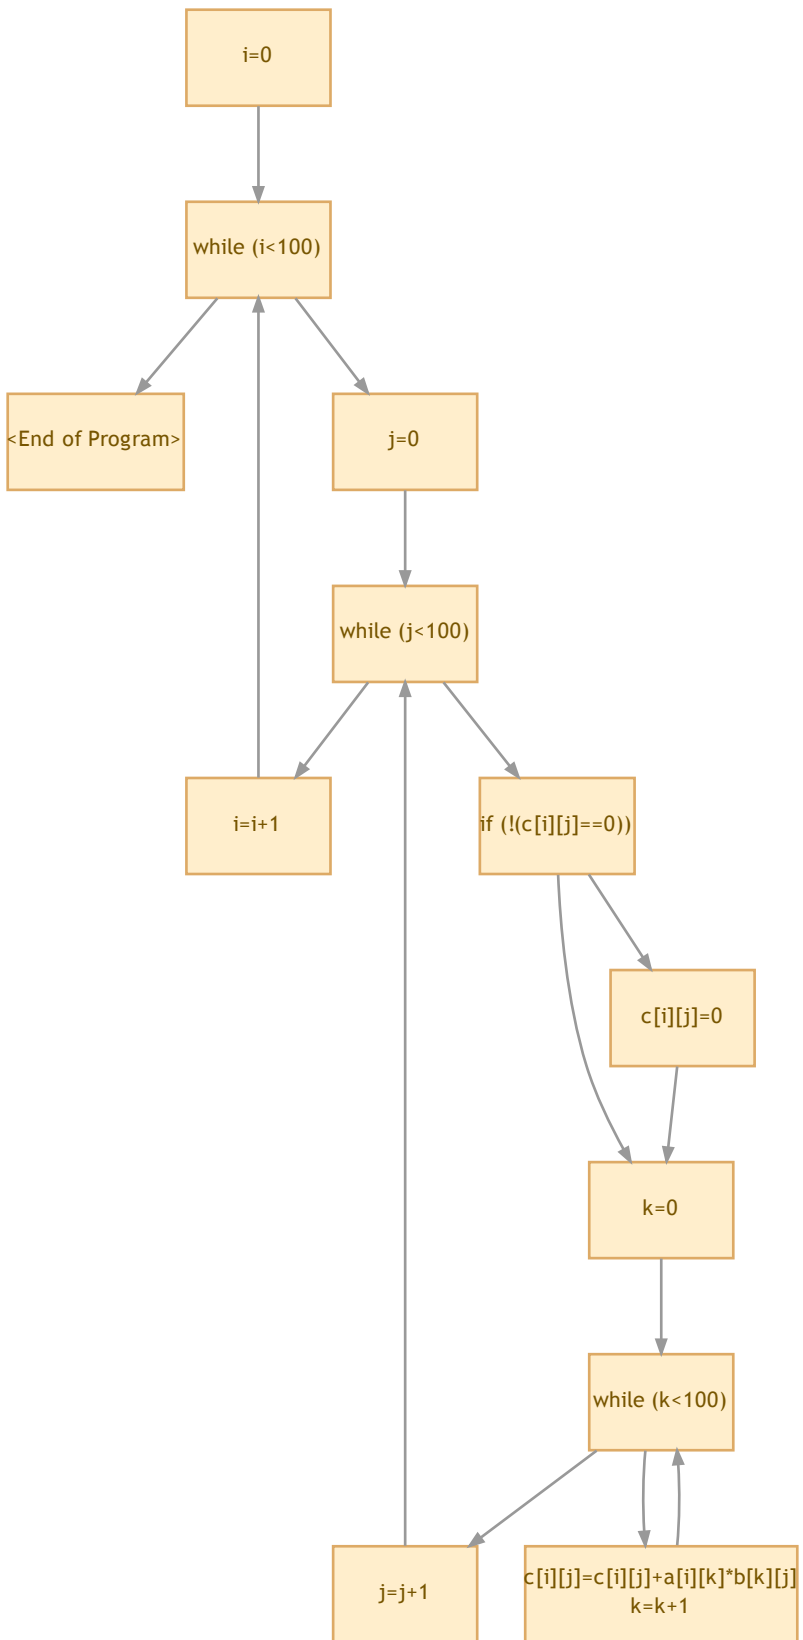 i=0
while (i<100)
<End of Program>
j=0
while (j<100)
i=i+1
if (!(c[i][j]==0))
c[i][j]=0
k=0
while (k<100)
j=j+1
c[i][j]=c[i][j]+a[i][k]*b[k][j]
k=k+1